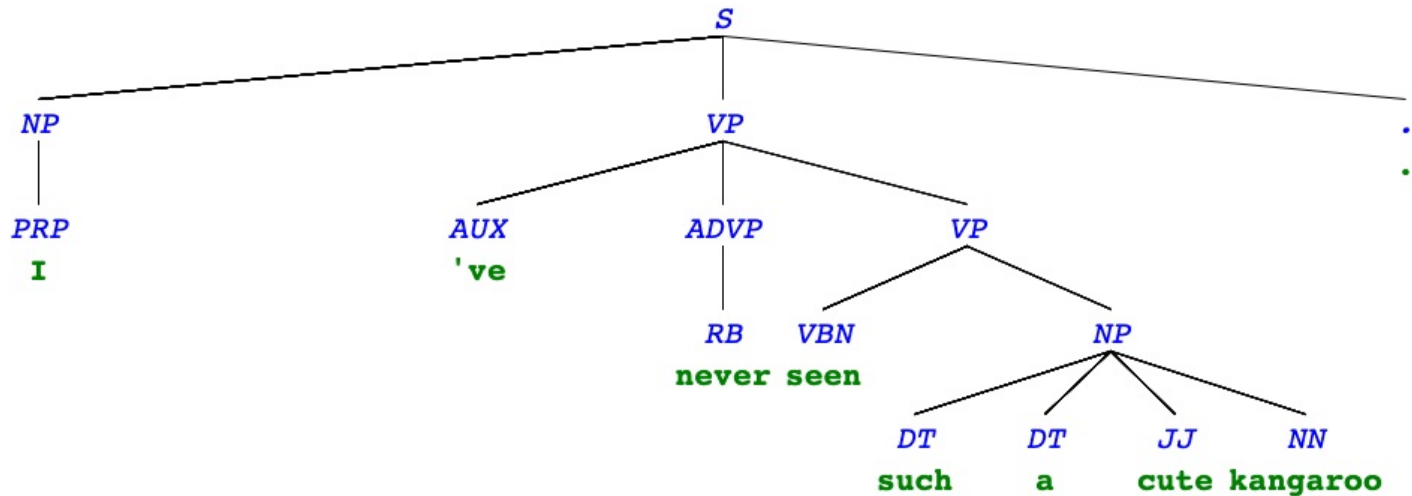 S
NP VP .
.
PRP AUX ADVP VP
I 've
RB VBN NP
never seen
DT DT JJ NN
such a cute kangaroo